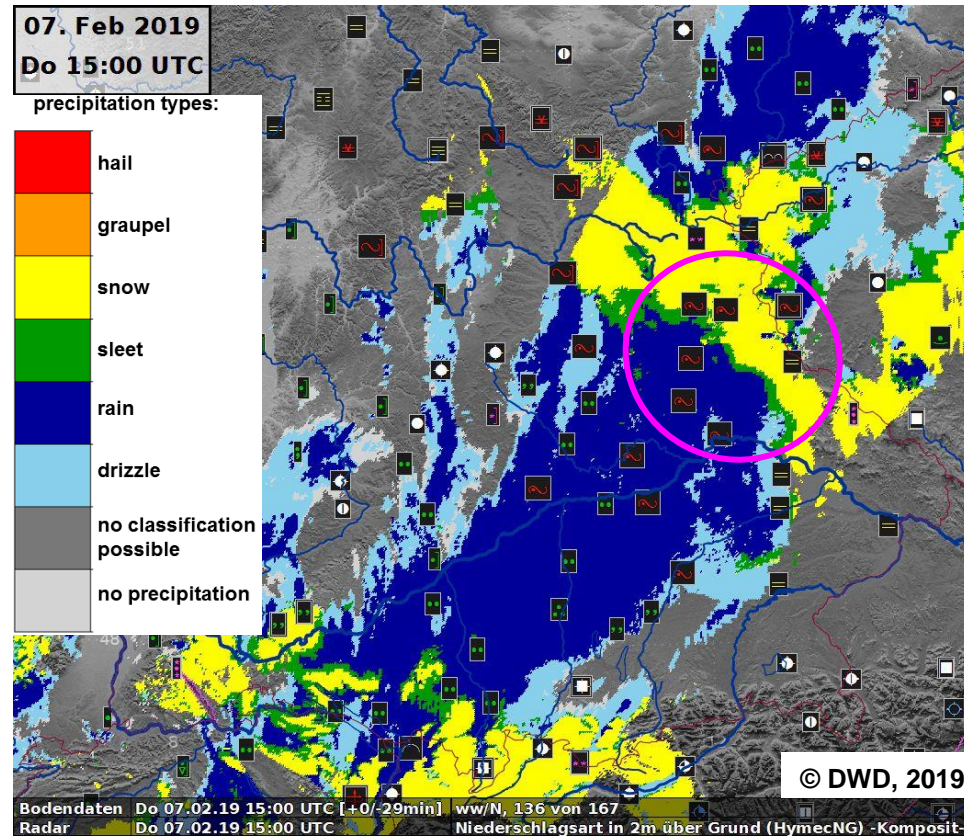 07. Feb 2019
Do 15:00 UTC
precipitation types:
hail
graupel
snow
sleet
rain
drizzle
no classification
possible
no precipitation
48
8
© DWD, 2019
Bodendaten Do 07.02.19 15:00 UTC [+0/-29min] ww/N, 136 von 167
Radar Do 07.02.19 15:00 UTC Niederschlagsart in 2m über Grund (HymecNG) -Komposit-